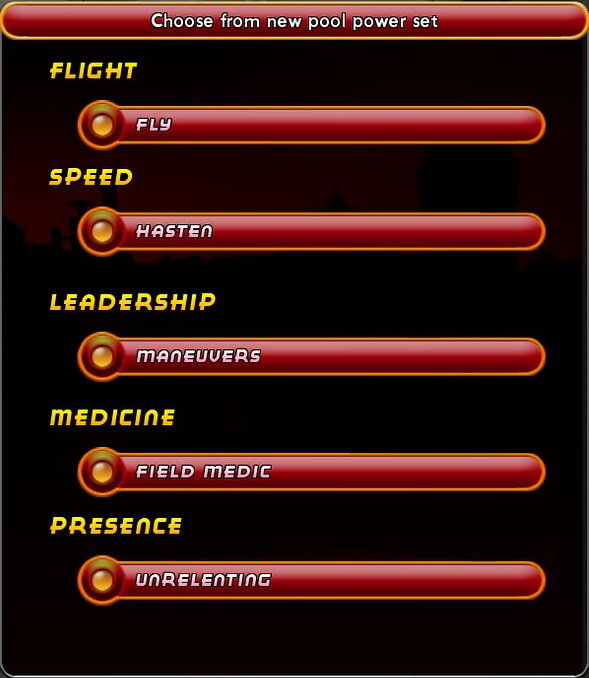 Choose from new pool power set
FLIGHT
FLY
SPEED
HASTEN
LEADERSHIP
MANEUVERS
MEDICINE
FIELD MEDIC
PRESENCE
UNRELENTING